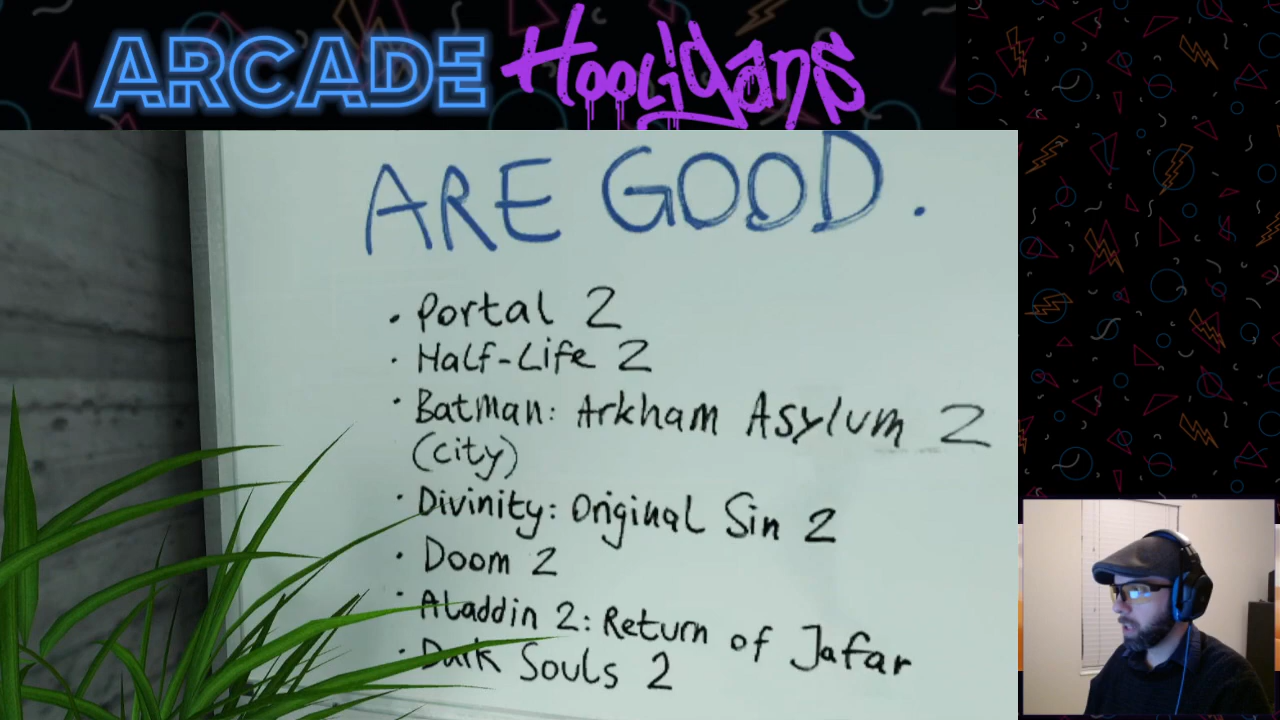 ARCADE Hooligans
ARE GOOD.
• Portal 2
• Half-Life 2
• Batman: Arkham Asylum 2
(City)
• Divinity: Original Sin 2
• Doom 2
• Aladdin 2: Return of Jafar
• Dark Souls 2